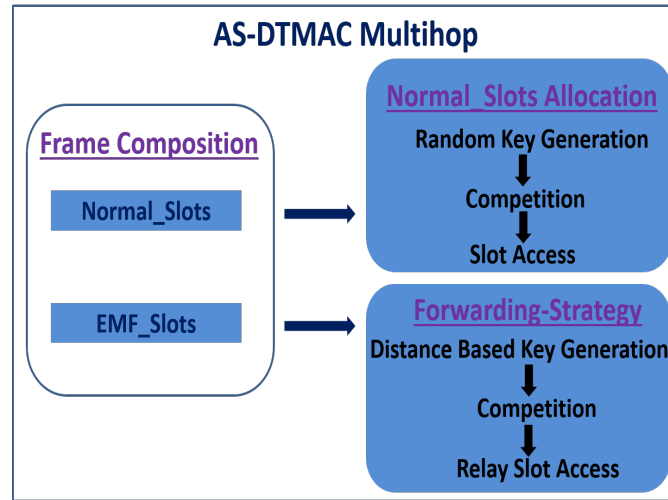 AS-DTMAC Multihop
Frame Composition
Normal_Slots
EMF_Slots
Normal_Slots Allocation
Random Key Generation
Competition
Slot Access
Forwarding-Strategy
Distance Based Key Generation
Competition
Relay Slot Access